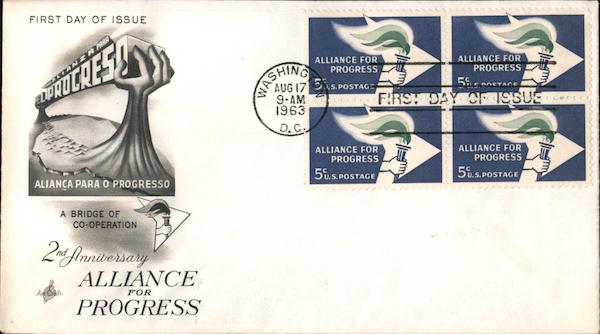 FIRST DAY OF ISSUE
PROGRESO
ALIANÇA PARA O PROGRESSO
A BRIDGE OF
CO-OPERATION
2nd Anniversary
ALLIANCE
FOR
PROGRESS
Art Craft
WASHINGTON
AUG 17
9-AM
1963
D.C.
FIRST DAY OF ISSUE
ALLIANCE FOR
PROGRESS
5c U.S. POSTAGE
ALLIANCE FOR
PROGRESS
5c U.S. POSTAGE
ALLIANCE FOR
PROGRESS
5c U.S. POSTAGE
ALLIANCE FOR
PROGRESS
5c U.S. POSTAGE